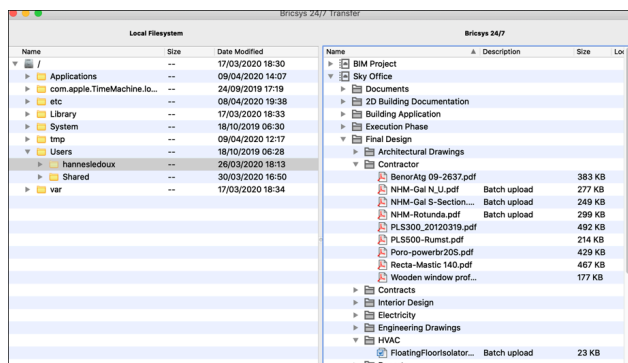 Bricsys 24/7 Transfer
Local Filesystem
Name Size Date Modified
/ -- 17/03/2020 18:30
Applications -- 09/04/2020 14:07
com.apple.TimeMachine.lo... -- 24/09/2019 17:19
etc -- 08/04/2020 19:38
Library -- 17/03/2020 18:33
System -- 18/10/2019 06:30
tmp -- 09/04/2020 12:17
Users -- 18/10/2019 06:28
hannesledoux -- 26/03/2020 18:13
Shared -- 30/03/2020 16:50
var -- 17/03/2020 18:34
Bricsys 24/7
Name Description Size Loc
BIM Project
Sky Office
Documents
2D Building Documentation
Building Application
Execution Phase
Final Design
Architectural Drawings
Contractor
BenorAtg 09-2637.pdf 383 KB
NHM-Gal N_U.pdf Batch upload 277 KB
NHM-Gal S-Section.... Batch upload 249 KB
NHM-Rotunda.pdf Batch upload 299 KB
PLS300_20120319.pdf 492 KB
PLS500-Rumst.pdf 214 KB
Poro-powerbr20S.pdf 429 KB
Recta-Mastic 140.pdf 467 KB
Wooden window prof... 177 KB
Contracts
Interior Design
Electricity
Engineering Drawings
HVAC
FloatingFloorIsolator... Batch upload 23 KB